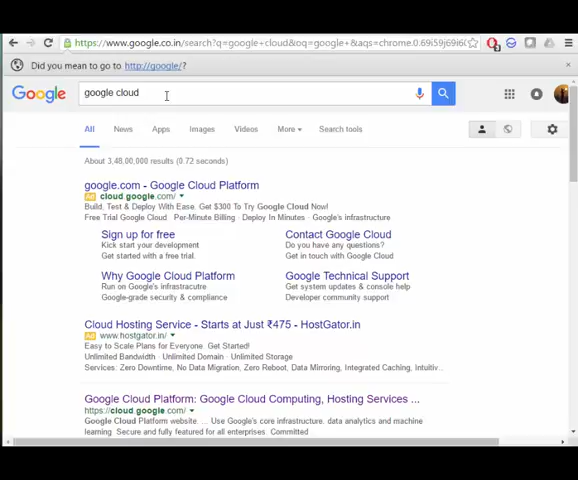 https://www.google.co.in/search?q=google+cloud&oq=google+&aqs=chrome.0.69i59j69i6
Did you mean to go to http://google/?
Google
google cloud
All News Apps Images Videos More Search tools
About 3,48,00,000 results (0.72 seconds)
google.com - Google Cloud Platform
Ad cloud.google.com/
Build, Test & Deploy With Ease. Get $300 To Try Google Cloud Now!
Free Trial Google Cloud · Per-Minute Billing · Deploy In Minutes · Google's infrastructure
Sign up for free
Kick start your development
Get started with a free trial.
Contact Google Cloud
Do you have any questions?
Get in touch with Google Cloud
Why Google Cloud Platform
Run on Google's infrastracutre
Google-grade security & compliance
Google Technical Support
Get system updates & console help
Developer community support
Cloud Hosting Service - Starts at Just ₹475 - HostGator.in
Ad www.hostgator.in/
Easy to Scale Plans for Everyone. Get Started!
Unlimited Bandwidth · Unlimited Domain · Unlimited Storage
Services: Zero Downtime, No Data Migration, Zero Reboot, Data Mirroring, Integrated Caching, Intuitiv...
Google Cloud Platform: Google Cloud Computing, Hosting Services ...
https://cloud.google.com/
Google Cloud Platform website. ... Use Google's core infrastructure. data analytics and machine
learning. Secure and fully featured for all enterprises. Committed